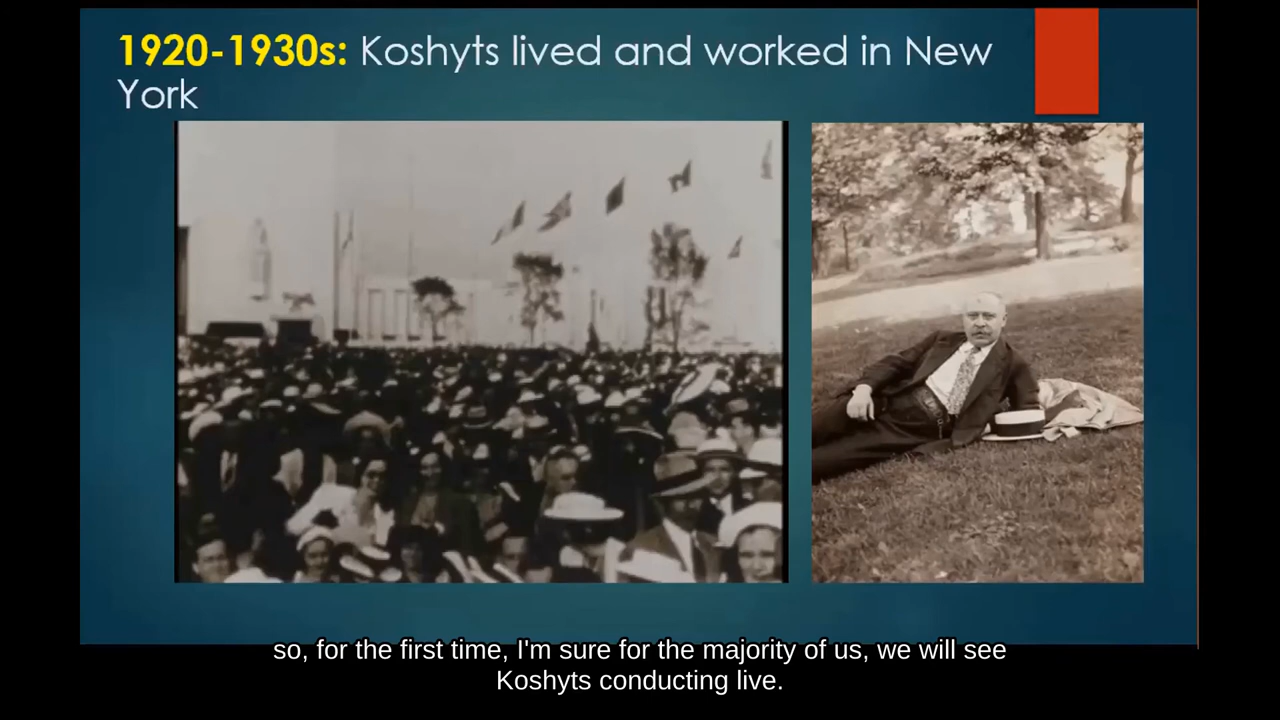 1920-1930s: Koshyts lived and worked in New
York
so, for the first time, I'm sure for the majority of us, we will see
Koshyts conducting live.